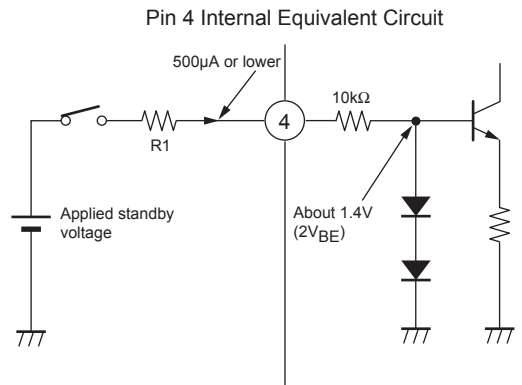 Pin 4 Internal Equivalent Circuit
500μA or lower
10kΩ
4
R1
Applied standby
voltage
About 1.4V
(2VBE)